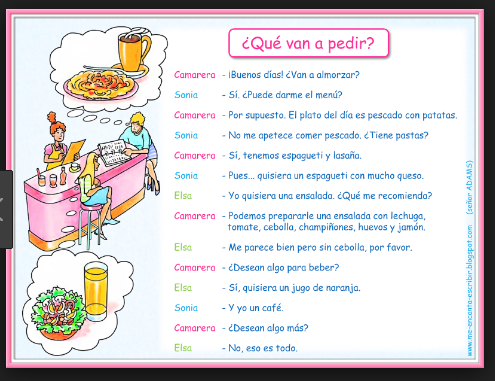 ¿Qué van a pedir?
Camarera - ¡Buenos días! ¿Van a almorzar?
Sonia - Sí. ¿Puede darme el menú?
Camarera - Por supuesto. El plato del día es pescado con patatas.
Sonia - No me apetece comer pescado. ¿Tiene pastas?
Camarera - Sí, tenemos espagueti y lasaña.
Sonia - Pues... quisiera un espagueti con mucho queso.
Elsa - Yo quisiera una ensalada. ¿Qué me recomienda?
Camarera - Podemos prepararle una ensalada con lechuga,
tomate, cebolla, champiñones, huevos y jamón.
Elsa - Me parece bien pero sin cebolla, por favor.
Camarera - ¿Desean algo para beber?
Elsa - Sí, quisiera un jugo de naranja.
Sonia - Y yo un café.
Camarera - ¿Desean algo más?
Elsa - No, eso es todo.
www.me-encanta-escribir.blogspot.com (señor ADAMS)